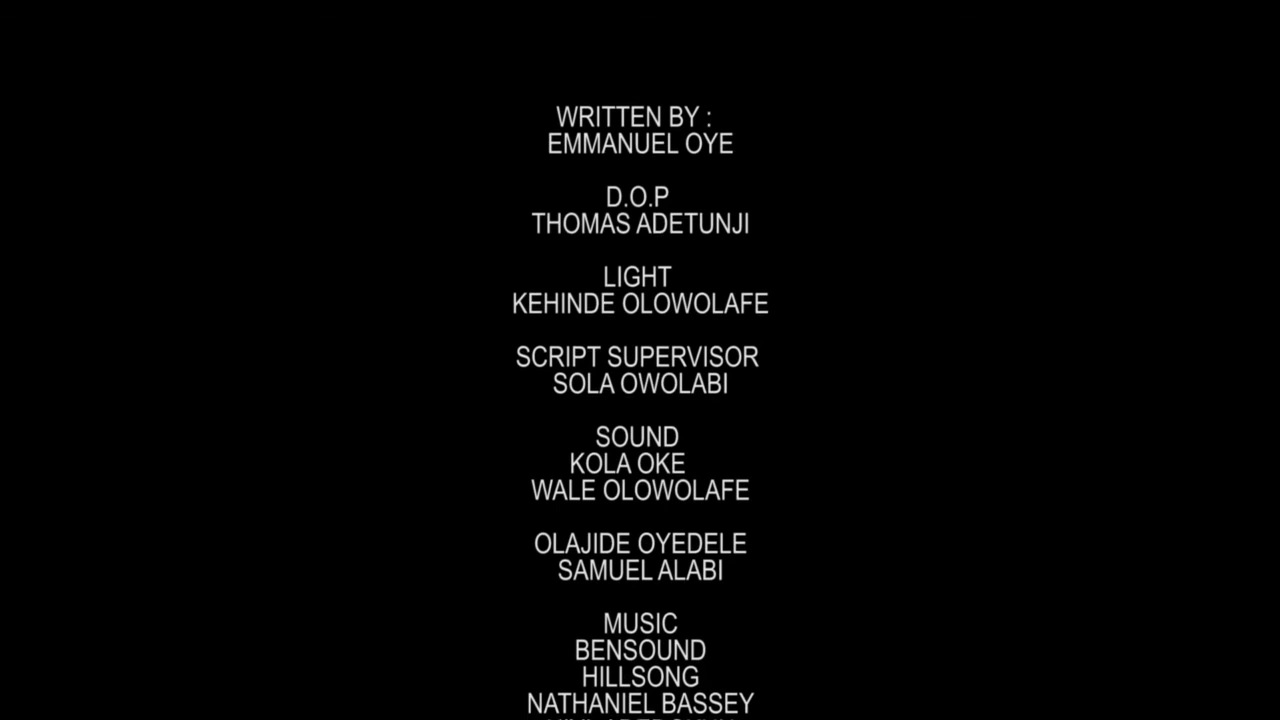 WRITTEN BY :
EMMANUEL OYE
D.O.P
THOMAS ADETUNJI
LIGHT
KEHINDE OLOWOLAFE
SCRIPT SUPERVISOR
SOLA OWOLABI
SOUND
KOLA OKE
WALE OLOWOLAFE
OLAJIDE OYEDELE
SAMUEL ALABI
MUSIC
BENSOUND
HILLSONG
NATHANIEL BASSEY